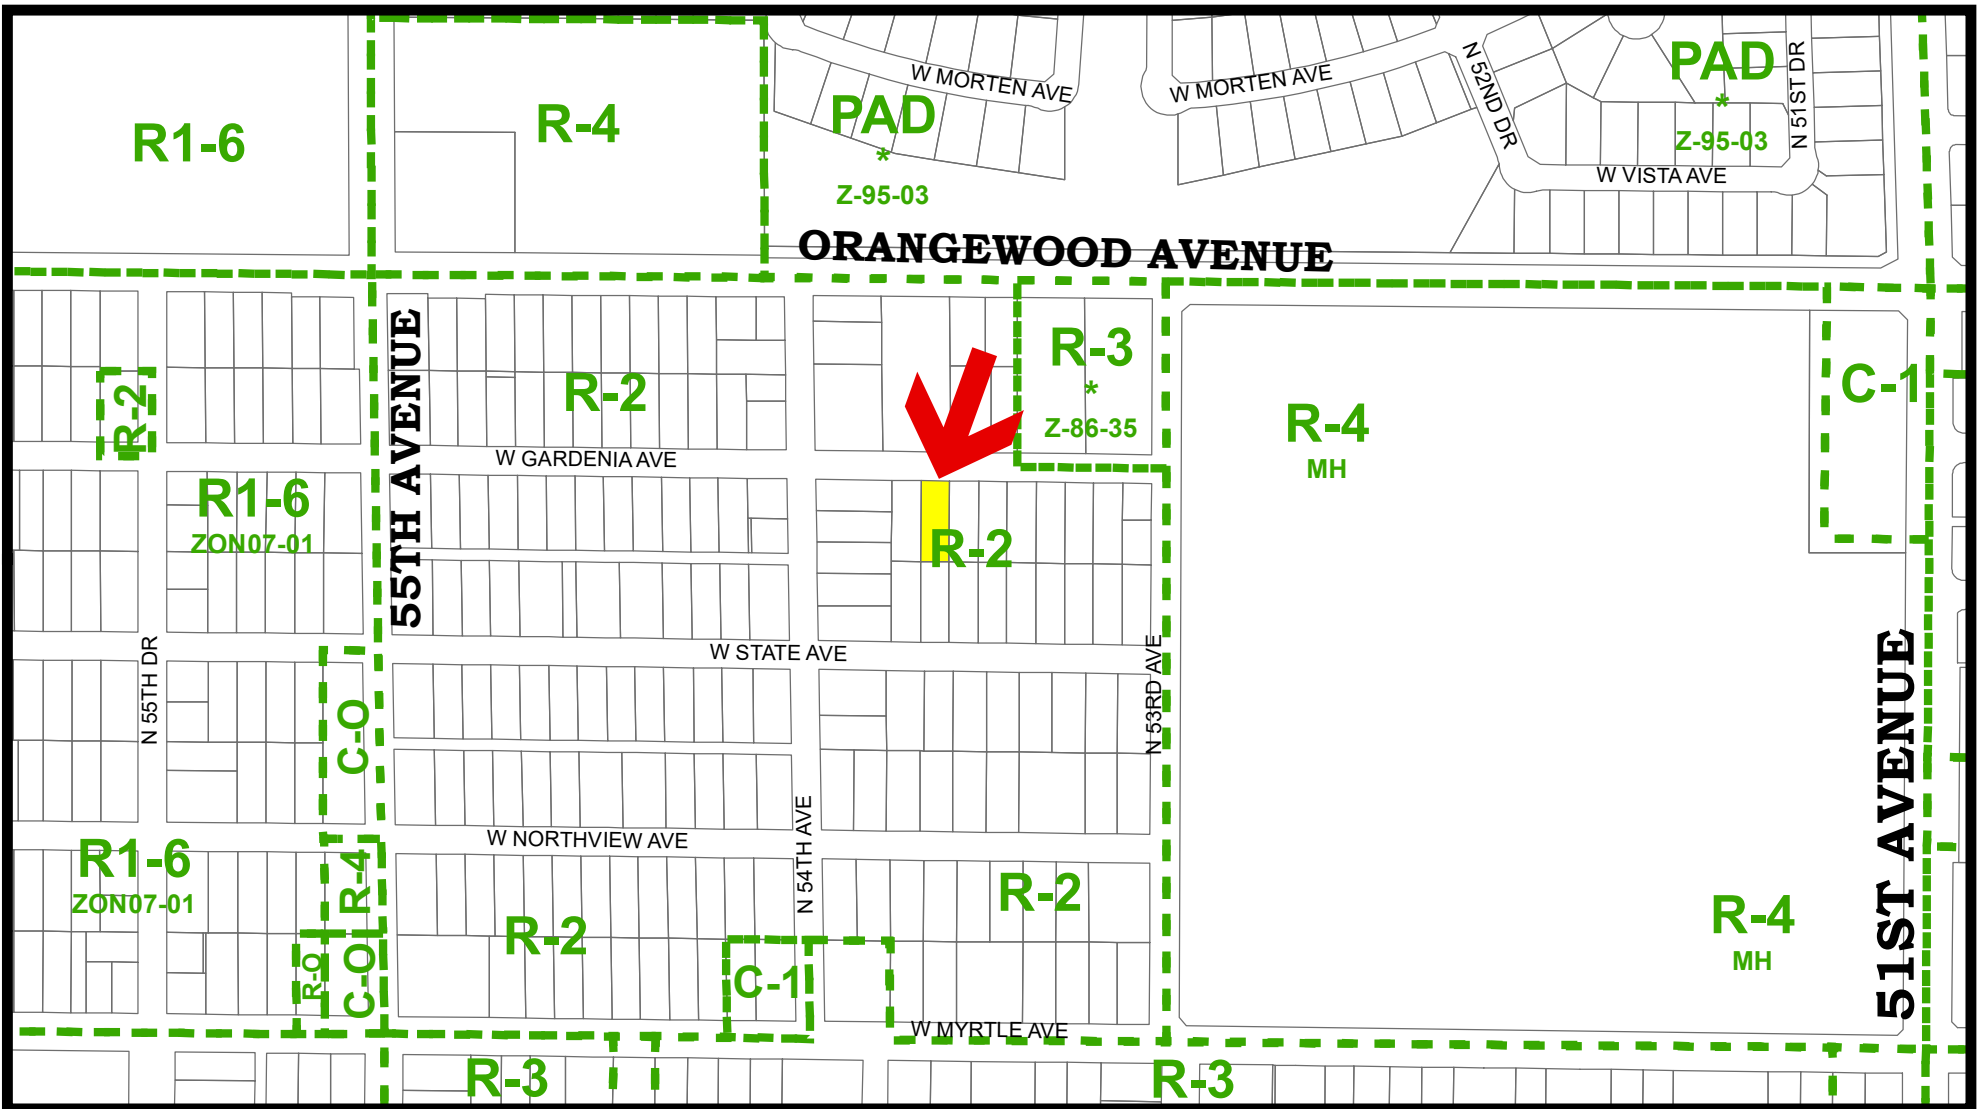 W MORTEN AVE
W MORTEN AVE
N 52ND DR
PAD
*
Z-95-03
N 51ST DR
R1-6
R-4
PAD
*
Z-95-03
W VISTA AVE
ORANGEWOOD AVENUE
55TH AVENUE
R-2
R-2
R-3
*
Z-86-35
R-4
MH
C-1
W GARDENIA AVE
R1-6
ZON07-01
R-2
N 55TH DR
W STATE AVE
N 53RD AVE
C-O
51ST AVENUE
W NORTHVIEW AVE
N 54TH AVE
R1-6
ZON07-01
R-4
R-2
R-2
R-4
MH
R-O
C-O
C-1
W MYRTLE AVE
R-3
R-3